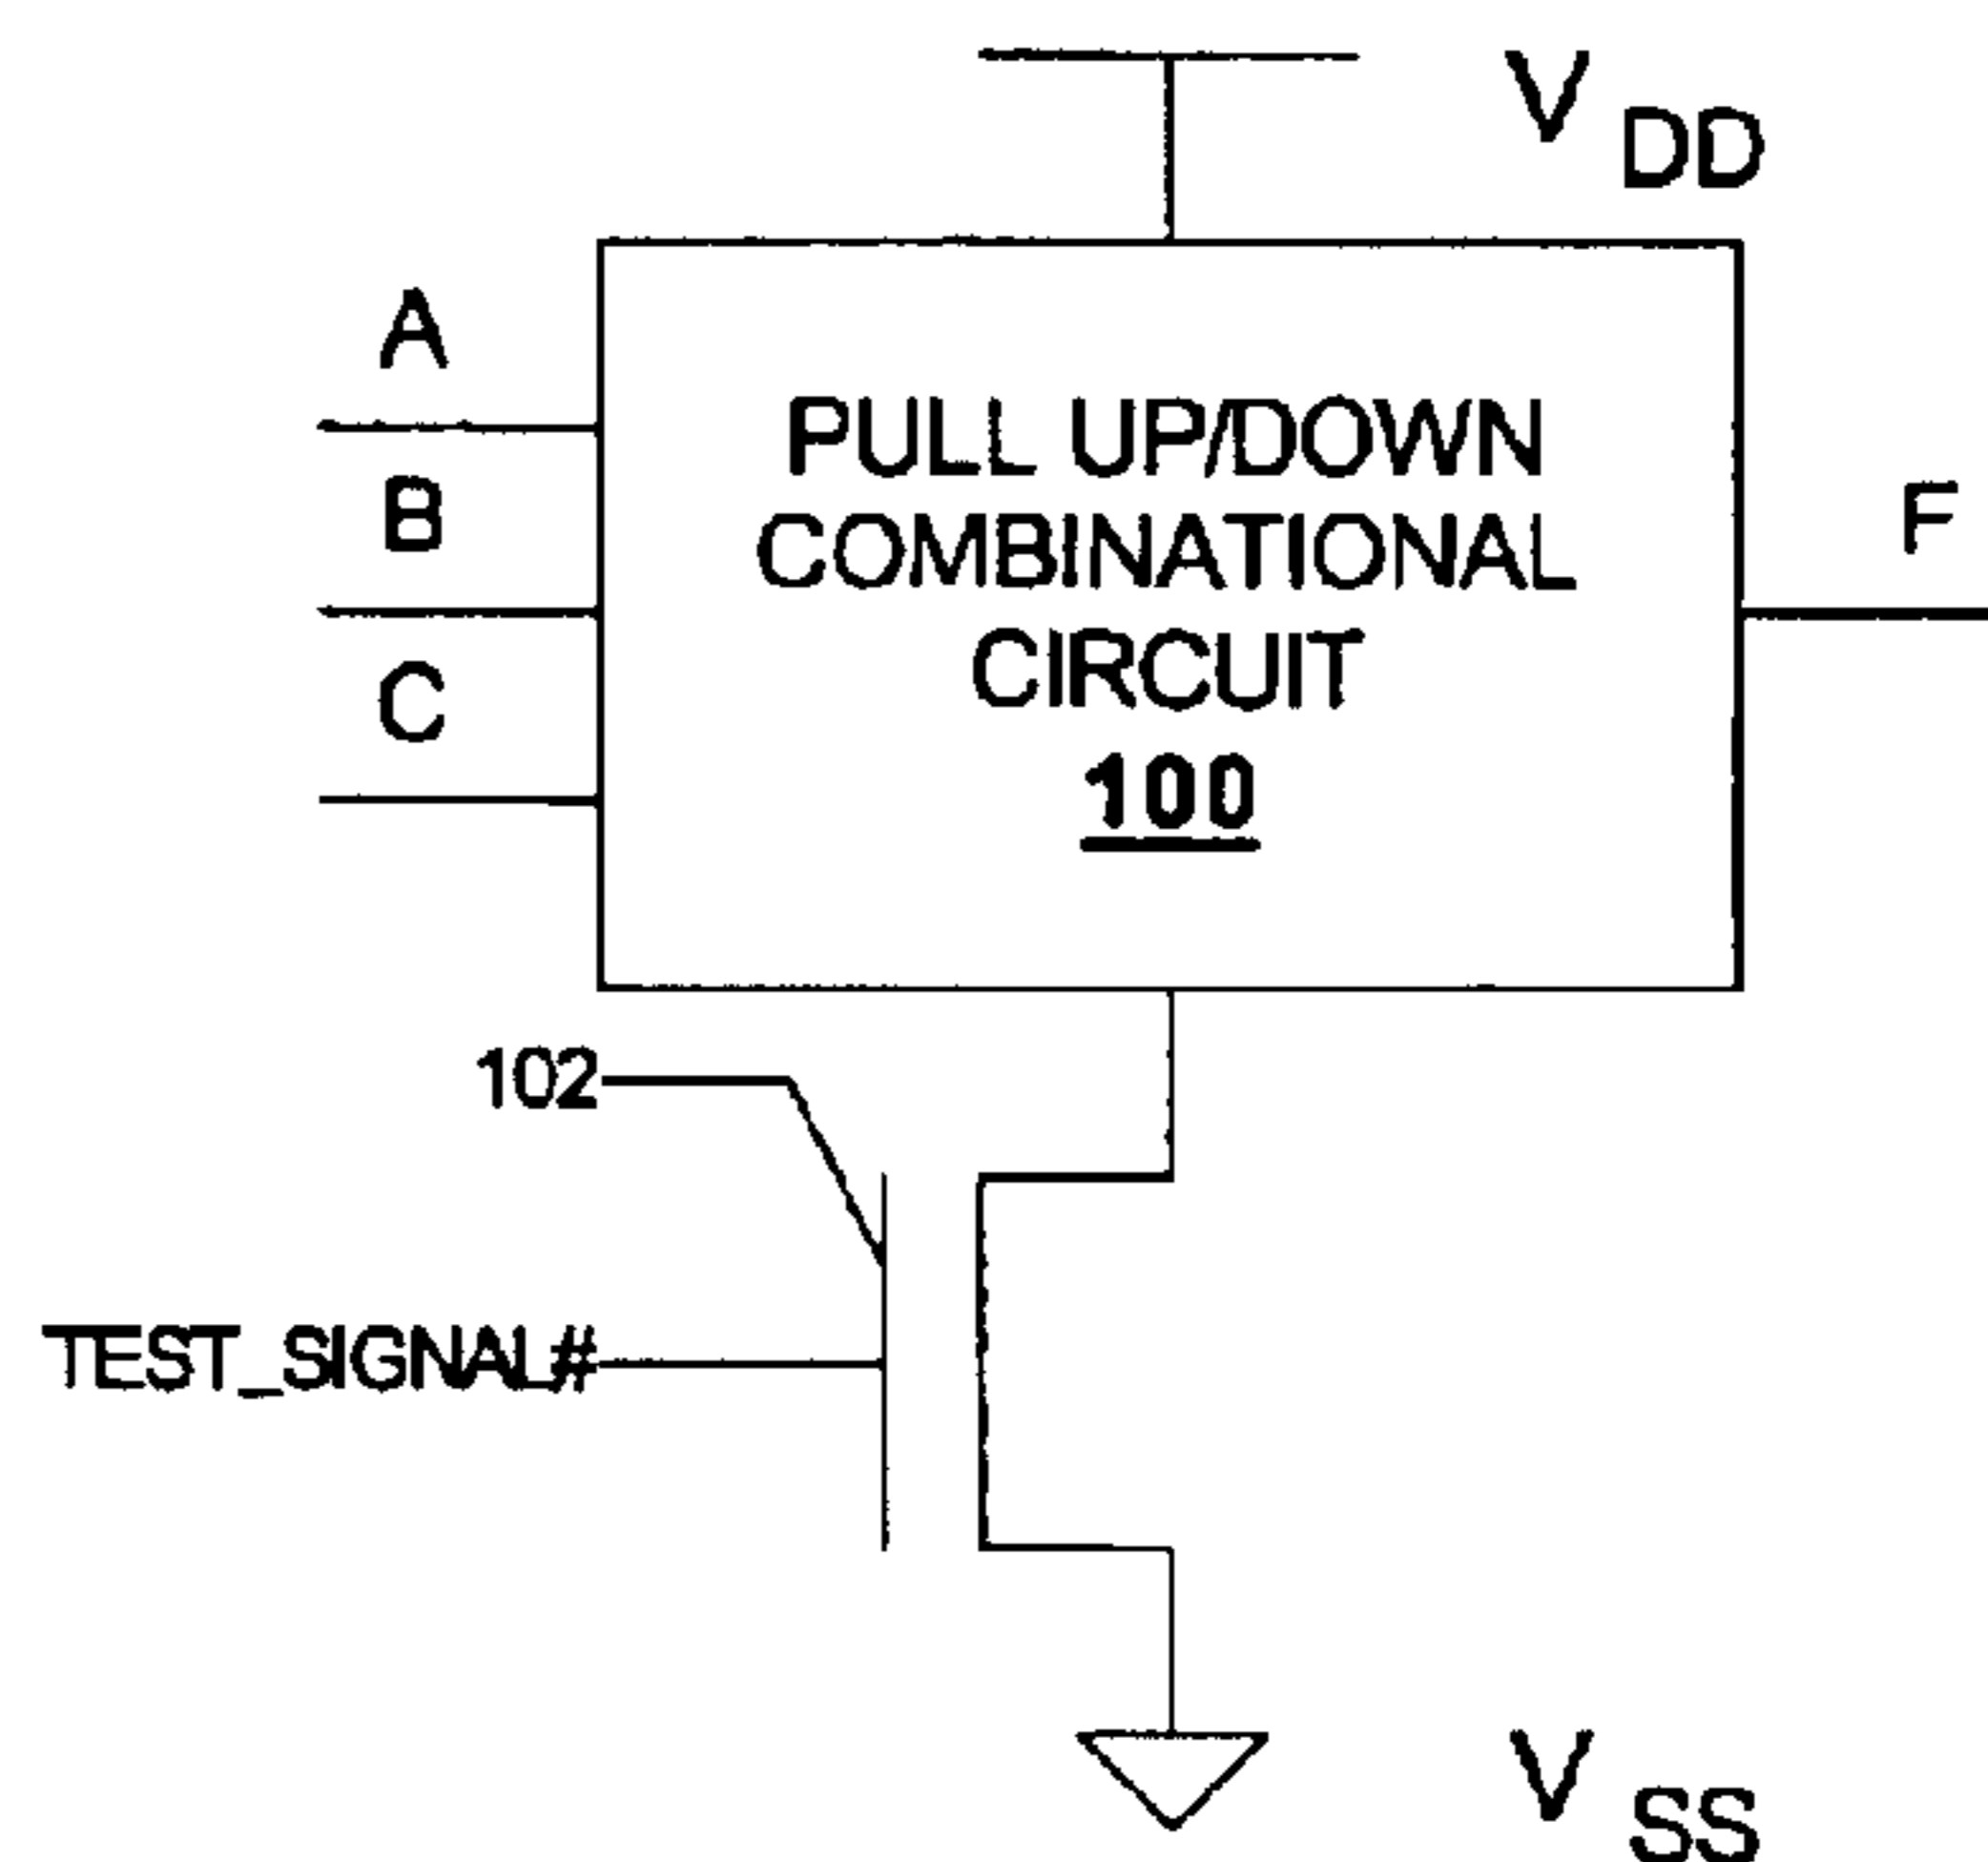 V DD
A
B
C
PULL UP/DOWN
COMBINATIONAL
CIRCUIT
100
F
102
TEST_SIGNAL#
V SS